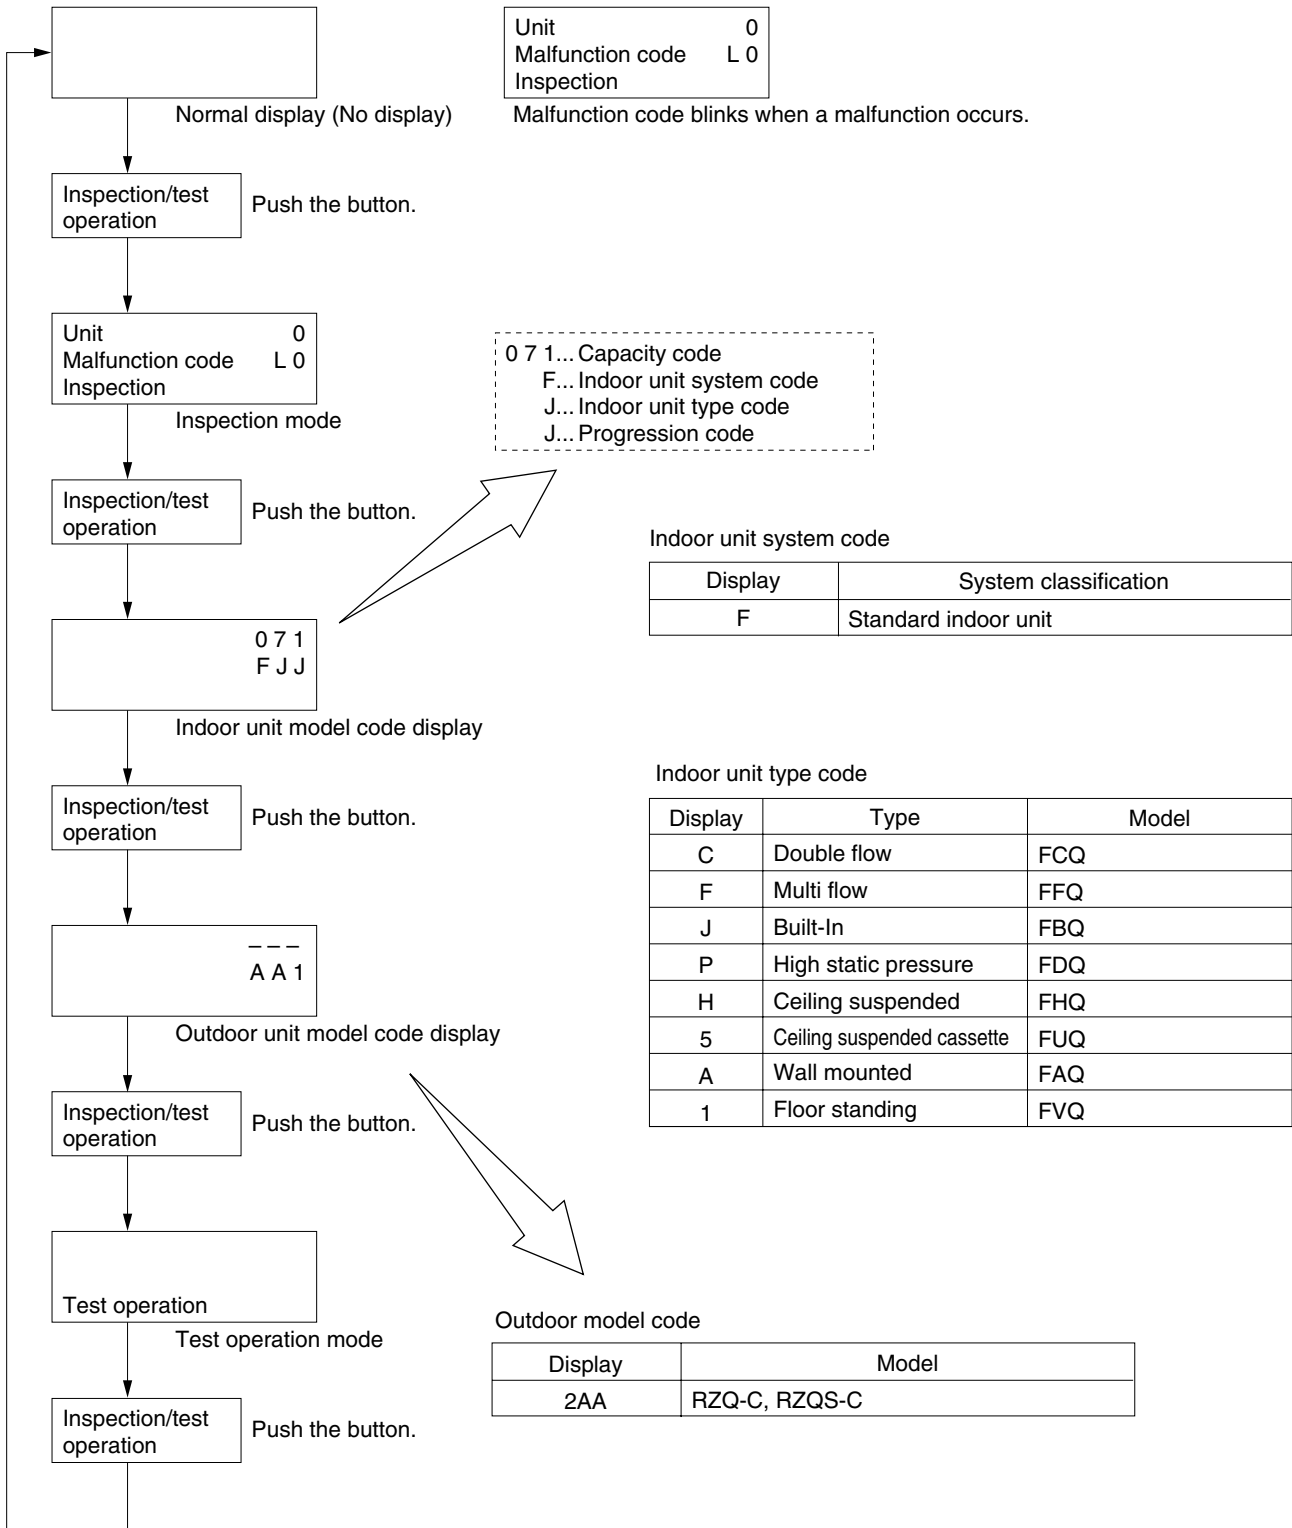 Unit 0
Malfunction code L 0
Inspection
Normal display (No display)
Malfunction code blinks when a malfunction occurs.
Inspection/test
operation
Push the button.
Unit 0
Malfunction code L 0
Inspection
Inspection mode
0 7 1... Capacity code
F... Indoor unit system code
J... Indoor unit type code
J... Progression code
Inspection/test
operation
Push the button.
Indoor unit system code
Display System classification
F Standard indoor unit
0 7 1
F J J
Indoor unit model code display
Indoor unit type code
Display Type Model
C Double flow FCQ
F Multi flow FFQ
J Built-In FBQ
P High static pressure FDQ
H Ceiling suspended FHQ
5 Ceiling suspended cassette FUQ
A Wall mounted FAQ
1 Floor standing FVQ
Inspection/test
operation
Push the button.
– – –
A A 1
Outdoor unit model code display
Inspection/test
operation
Push the button.
Test operation
Test operation mode
Outdoor model code
Display Model
2AA RZQ-C, RZQS-C
Inspection/test
operation
Push the button.